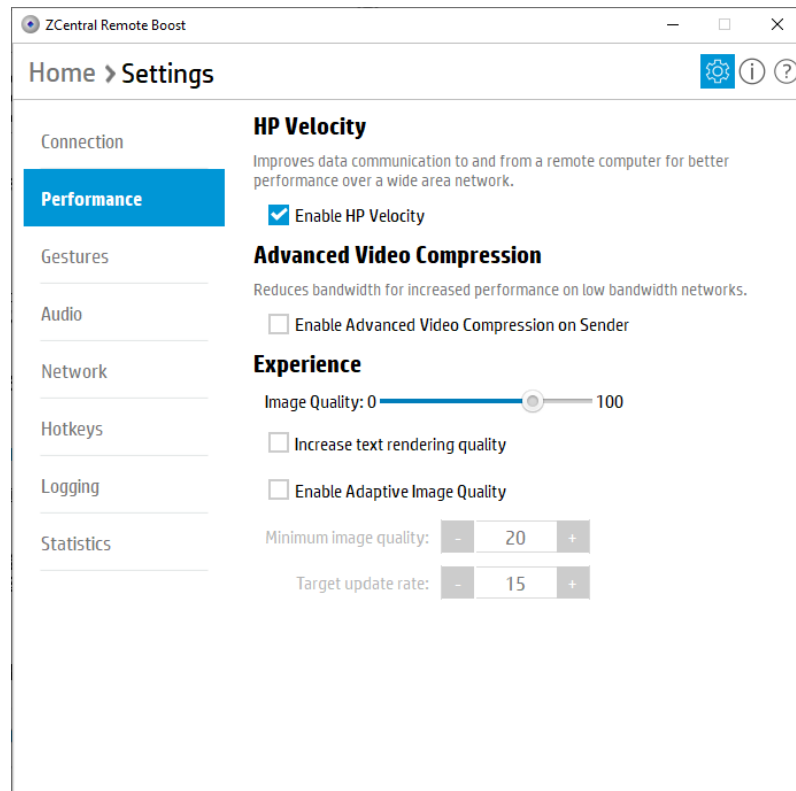 ZCentral Remote Boost
Home > Settings
Connection
Performance
Gestures
Audio
Network
Hotkeys
Logging
Statistics
HP Velocity
Improves data communication to and from a remote computer for better
performance over a wide area network.
Enable HP Velocity
Advanced Video Compression
Reduces bandwidth for increased performance on low bandwidth networks.
Enable Advanced Video Compression on Sender
Experience
Image Quality: 0 100
Increase text rendering quality
Enable Adaptive Image Quality
Minimum image quality: - 20 +
Target update rate: - 15 +